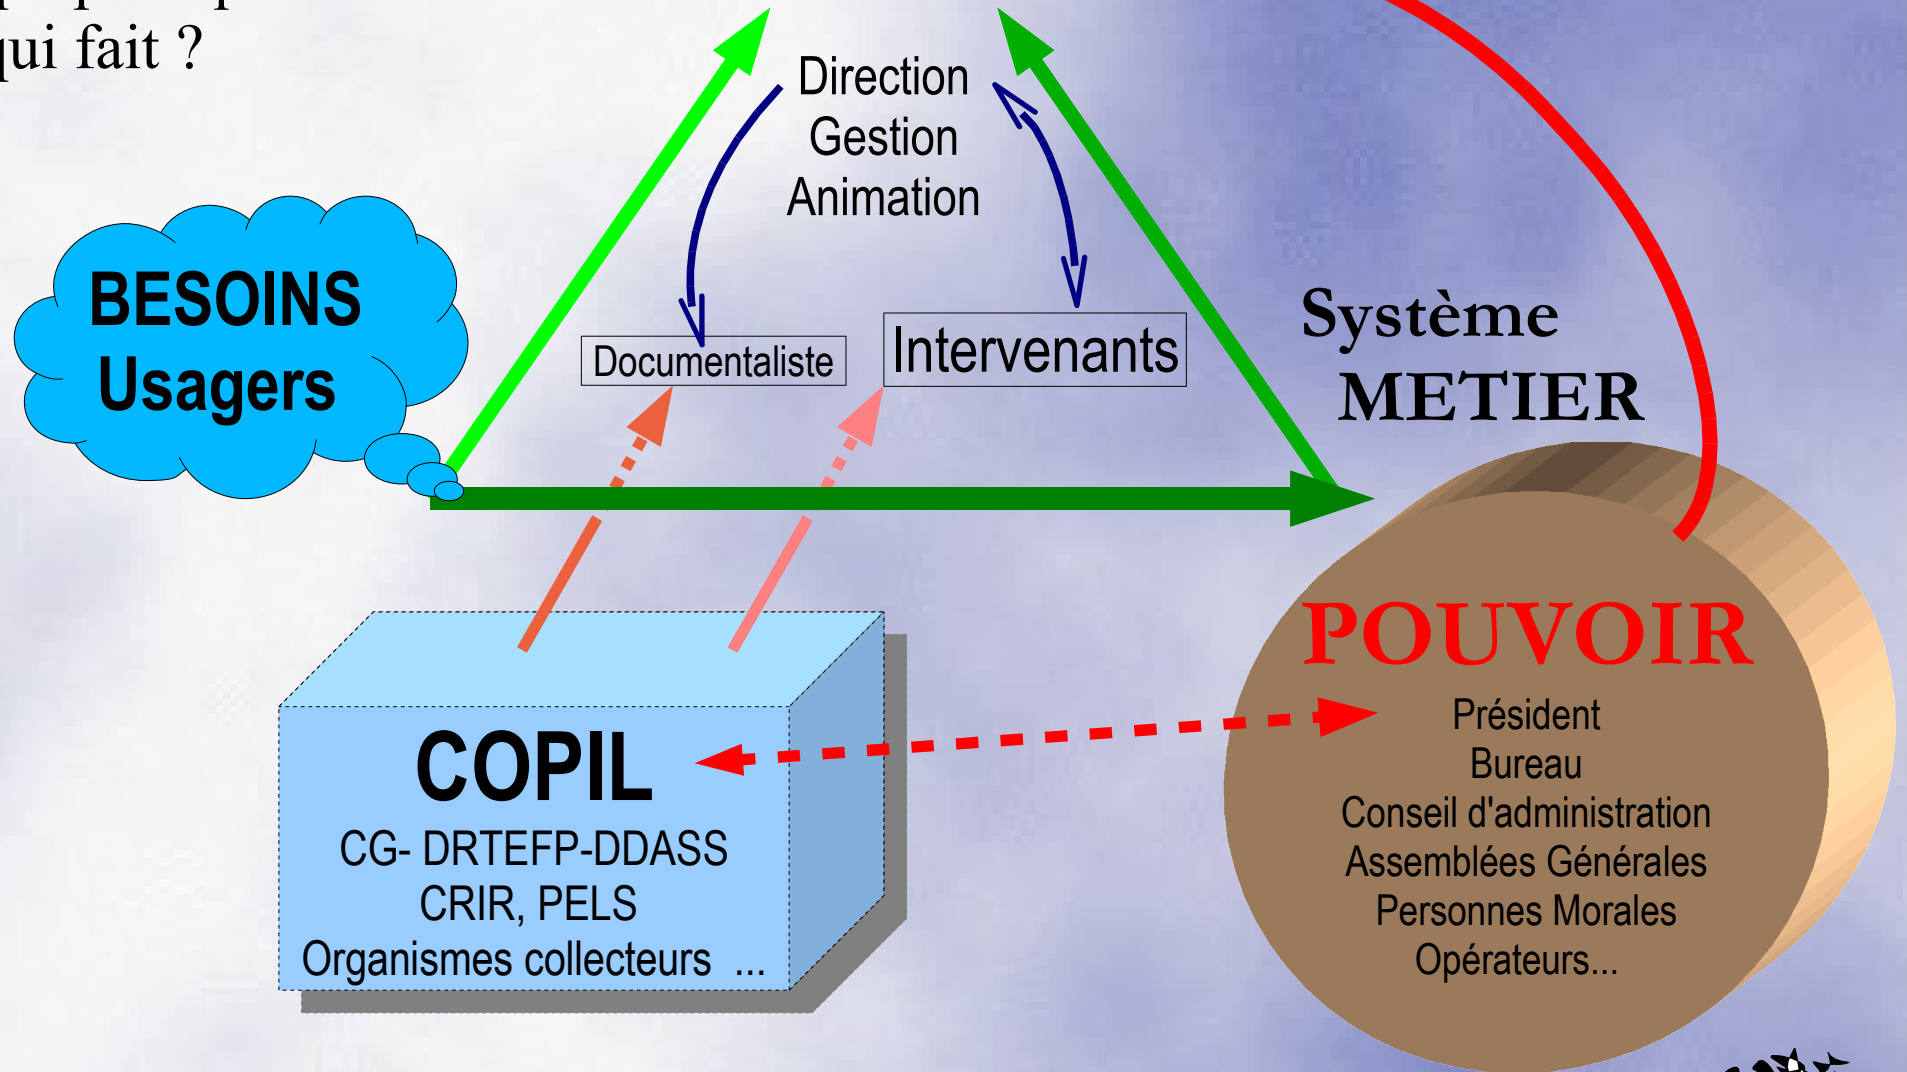 qui fait ?
Direction
Gestion
Animation
BESOINS
Usagers
Documentaliste
Intervenants
Système
METIER
COPIL
CG- DRTEFP-DDASS
CRIR, PELS
Organismes collecteurs ...
POUVOIR
Président
Bureau
Conseil d'administration
Assemblées Générales
Personnes Morales
Opérateurs...